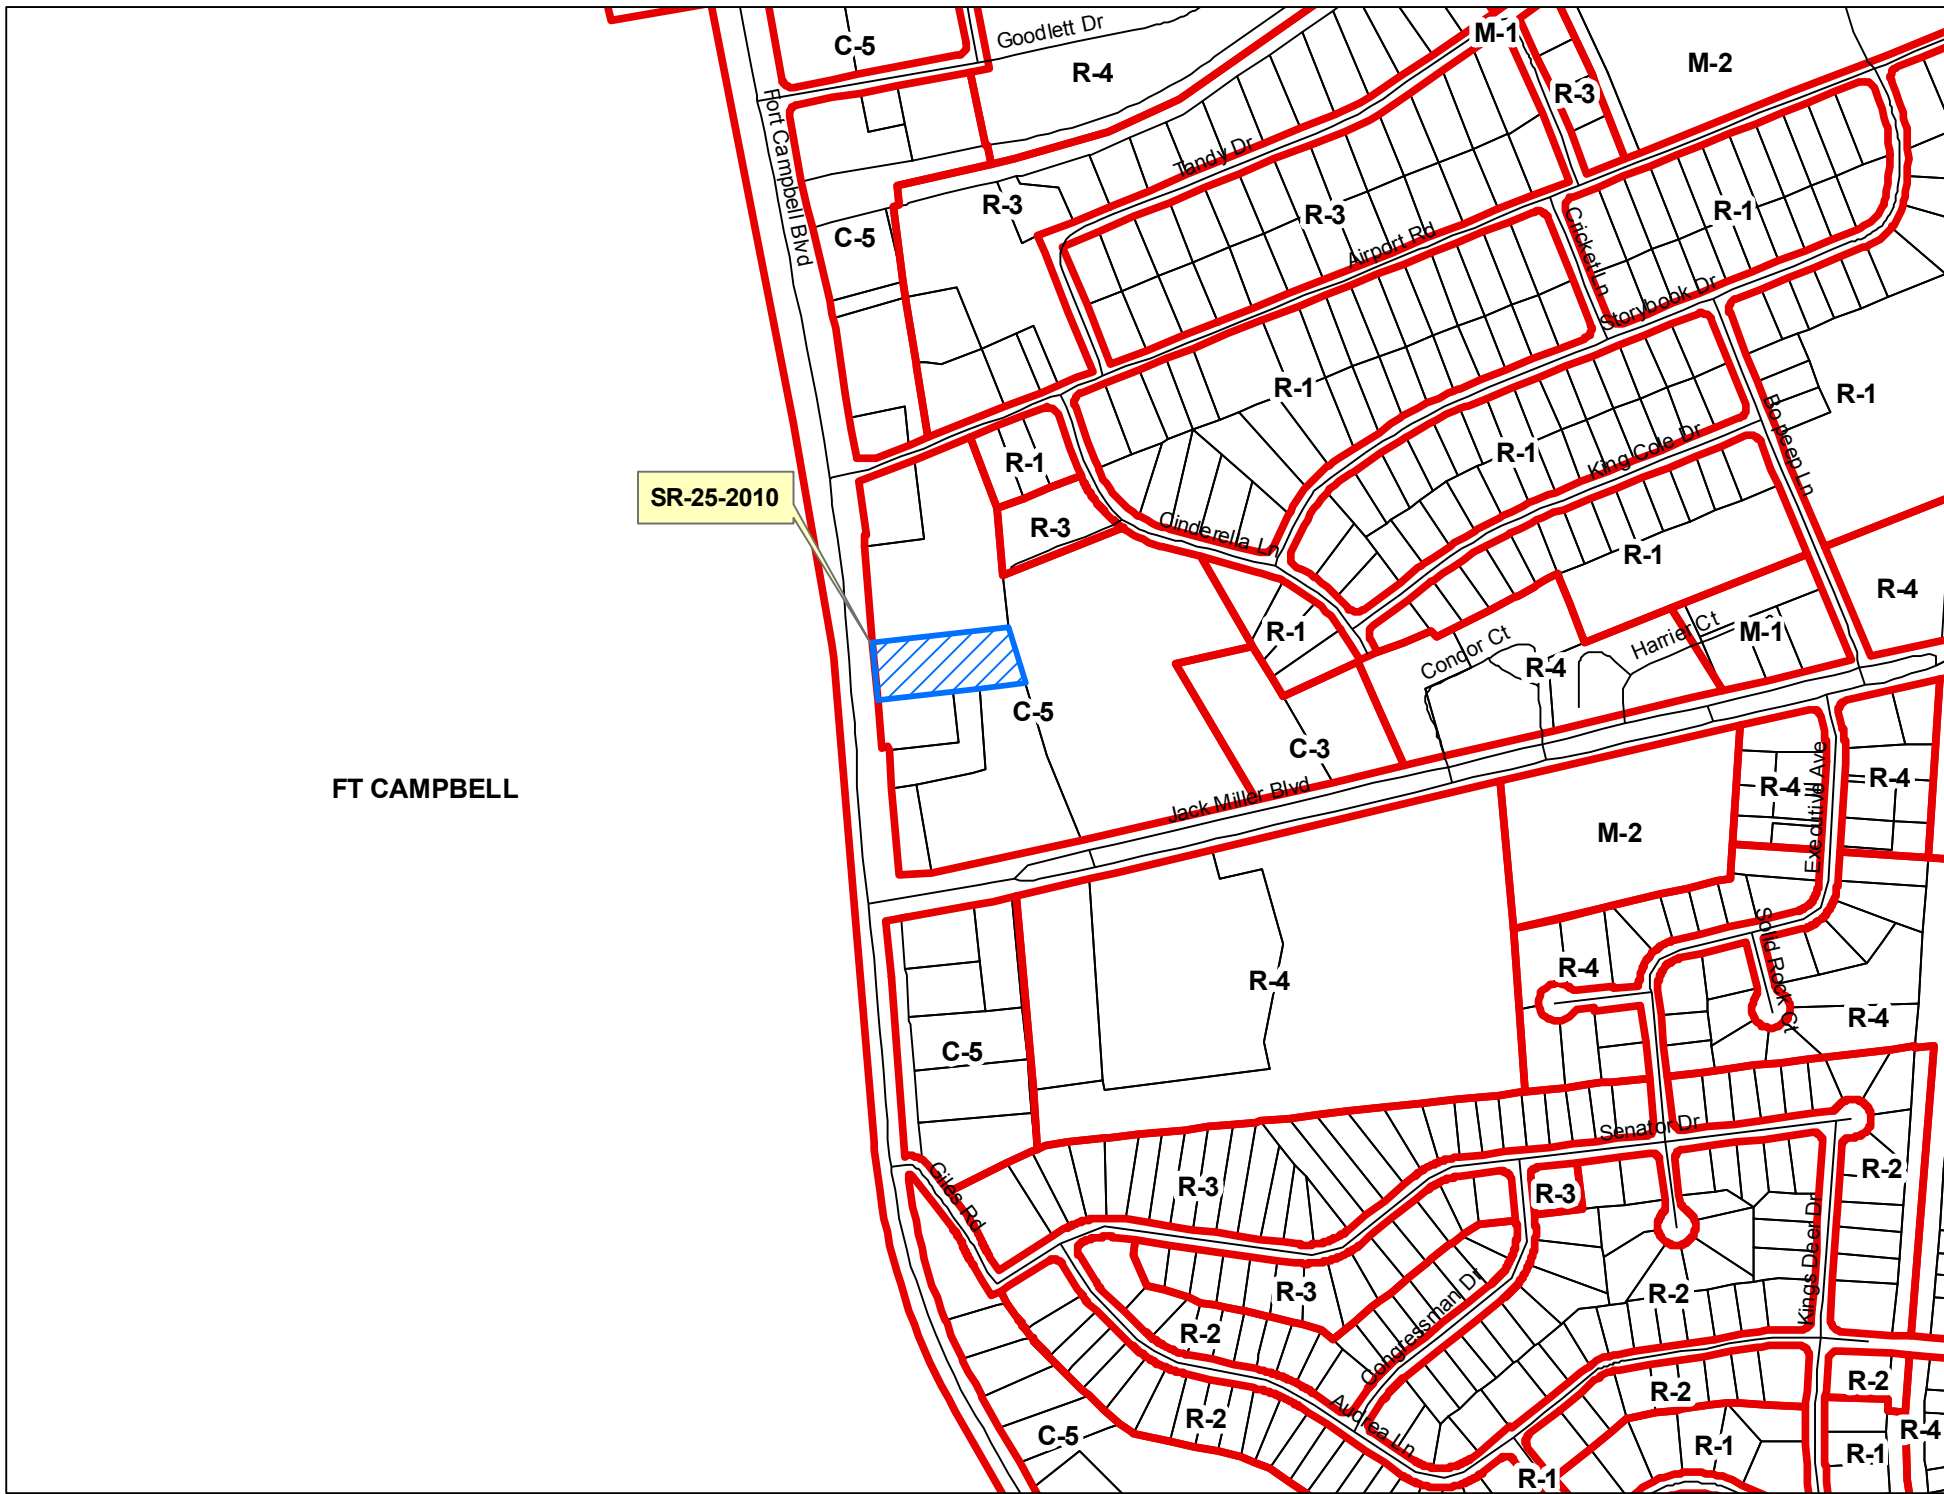 Goodlett Dr
C-5
M-1
R-4
M-2
R-3
Fort Campbell Blvd
Tandy Dr
R-3
R-3
R-1
C-5
Airport Rd
Cricket Ln
Storybook Dr
R-1
R-1
Bo peep Ln
King Cole Dr
R-1
R-1
SR-25-2010
R-3
Cinderella Ln
R-1
R-4
R-1
Condor Ct
Harrier Ct
M-1
R-4
C-5
C-3
FT CAMPBELL
Jack Miller Blvd
R-4
R-4
Executive Ave
M-2
Solid Rock Ct
R-4
R-4
R-4
C-5
Senator Dr
R-3
R-3
R-2
Giles Rd
Kings Deer Dr
R-3
R-2
Congressman Dr
R-2
R-2
R-2
R-2
Audrea Ln
C-5
R-1
R-1
R-4
R-1